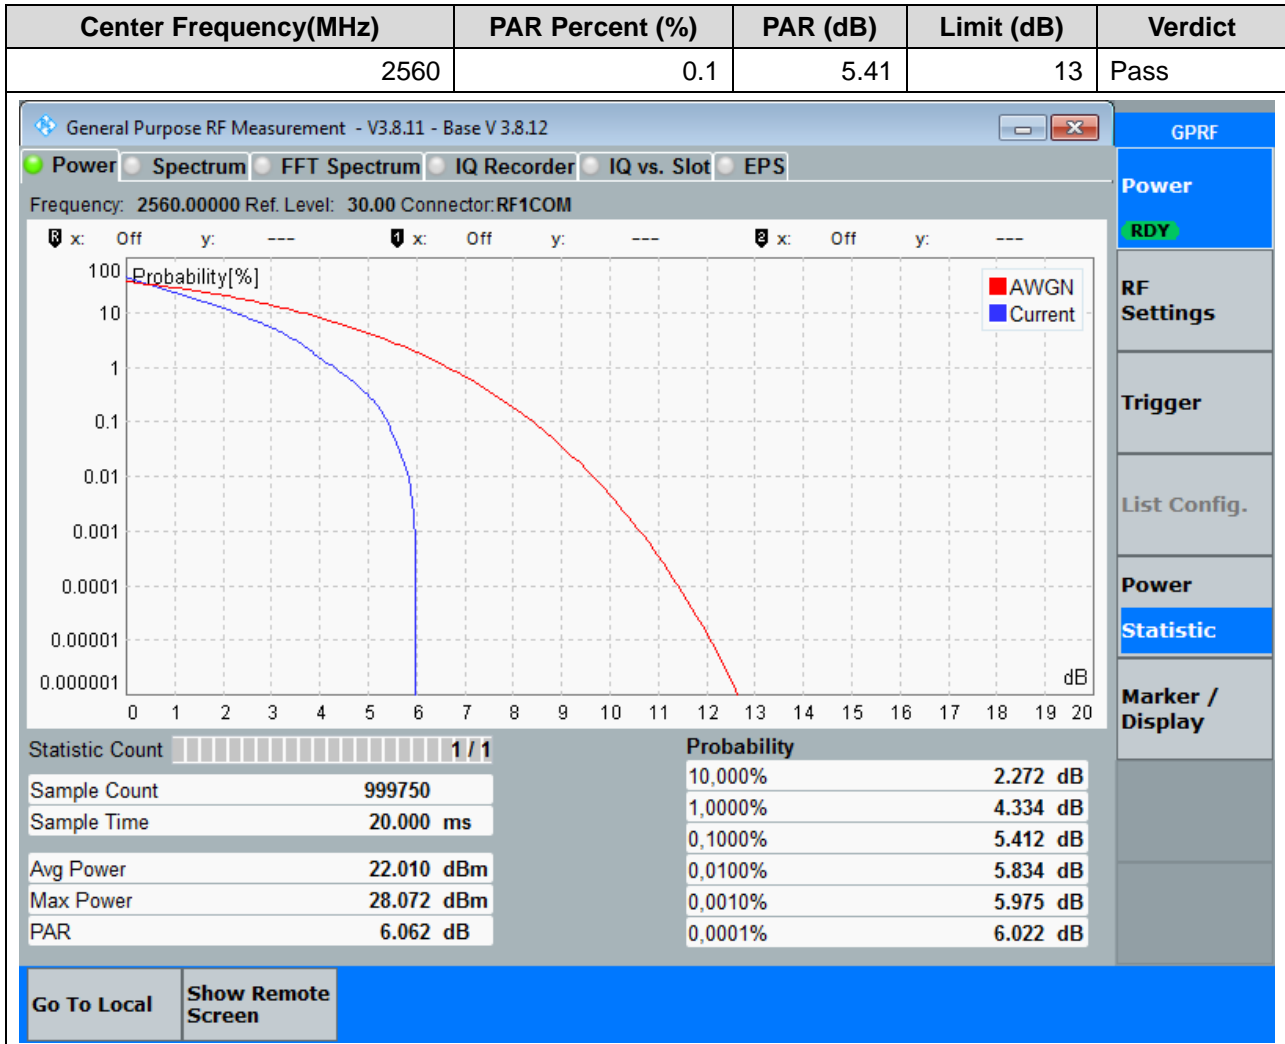 Center Frequency(MHz) PAR Percent (%) PAR (dB) Limit (dB) Verdict
2560 0.1 5.41 13 Pass
General Purpose RF Measurement - V3.8.11 - Base V 3.8.12
GPRF
Power Spectrum FFT Spectrum IQ Recorder IQ vs. Slot EPS
Frequency: 2560.00000 Ref. Level: 30.00 Connector:RF1COM
R x: Off y: --- 1 x: Off y: --- 2 x: Off y: ---
Probability[%]
AWGN
Current
100
10
1
0.1
0.01
0.001
0.0001
0.00001
0.000001
dB
0 1 2 3 4 5 6 7 8 9 10 11 12 13 14 15 16 17 18 19 20
Statistic Count 1 / 1
Sample Count 999750
Sample Time 20.000 ms
Avg Power 22.010 dBm
Max Power 28.072 dBm
PAR 6.062 dB
Probability
10,000% 2.272 dB
1,0000% 4.334 dB
0,1000% 5.412 dB
0,0100% 5.834 dB
0,0010% 5.975 dB
0,0001% 6.022 dB
Power
RDY
RF
Settings
Trigger
List Config.
Power
Statistic
Marker /
Display
Go To Local
Show Remote
Screen